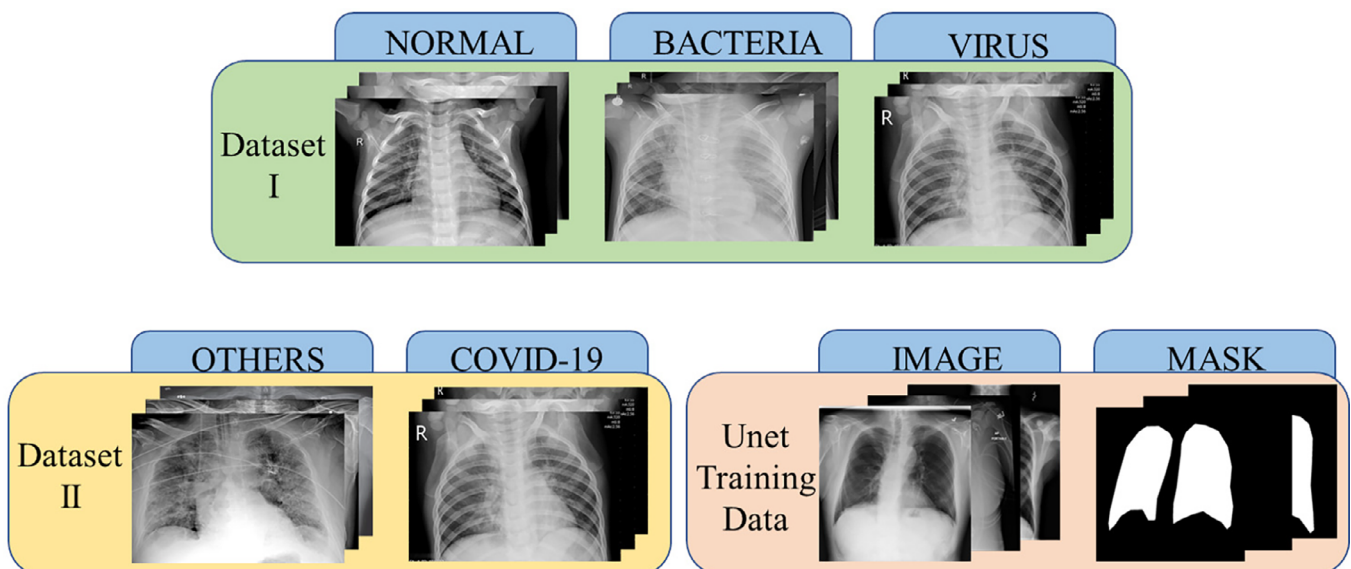 NORMAL
BACTERIA
VIRUS
Dataset
I
R
R
R
R
R
R
OTHERS
COVID-19
IMAGE
MASK
Dataset
II
R
R
Unet
Training
Data